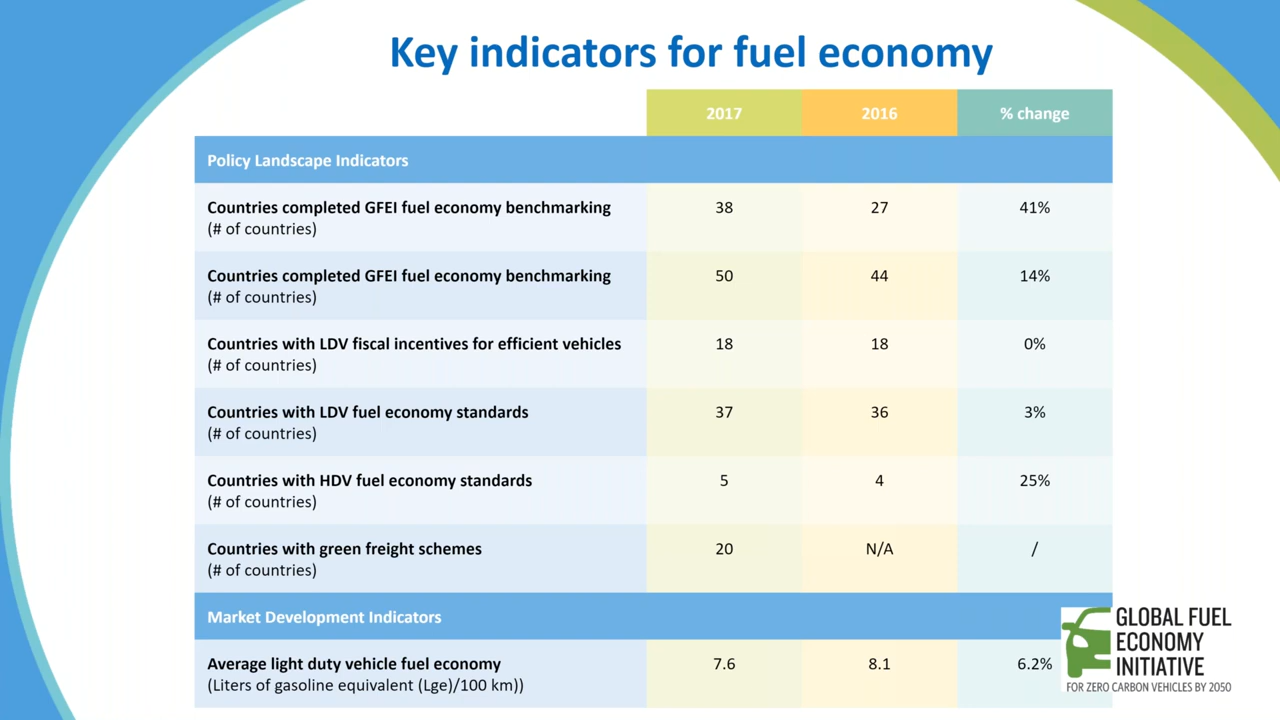 Key indicators for fuel economy
2017 2016 % change
Policy Landscape Indicators
Countries completed GFEI fuel economy benchmarking 38 27 41%
(# of countries)
Countries completed GFEI fuel economy benchmarking 50 44 14%
(# of countries)
Countries with LDV fiscal incentives for efficient vehicles 18 18 0%
(# of countries)
Countries with LDV fuel economy standards 37 36 3%
(# of countries)
Countries with HDV fuel economy standards 5 4 25%
(# of countries)
Countries with green freight schemes 20 N/A /
(# of countries)
Market Development Indicators
Average light duty vehicle fuel economy 7.6 8.1 6.2%
(Liters of gasoline equivalent (Lge)/100 km))
GLOBAL FUEL
ECONOMY
INITIATIVE
FOR ZERO CARBON VEHICLES BY 2050